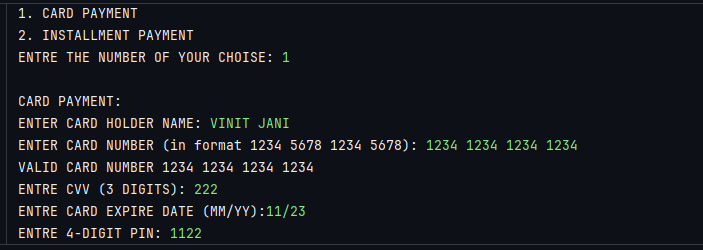 1. CARD PAYMENT
2. INSTALLMENT PAYMENT
ENTRE THE NUMBER OF YOUR CHOISE: 1
CARD PAYMENT:
ENTER CARD HOLDER NAME: VINIT JANI
ENTER CARD NUMBER (in format 1234 5678 1234 5678): 1234 1234 1234 1234
VALID CARD NUMBER 1234 1234 1234 1234
ENTRE CVV (3 DIGITS): 222
ENTRE CARD EXPIRE DATE (MM/YY):11/23
ENTRE 4-DIGIT PIN: 1122